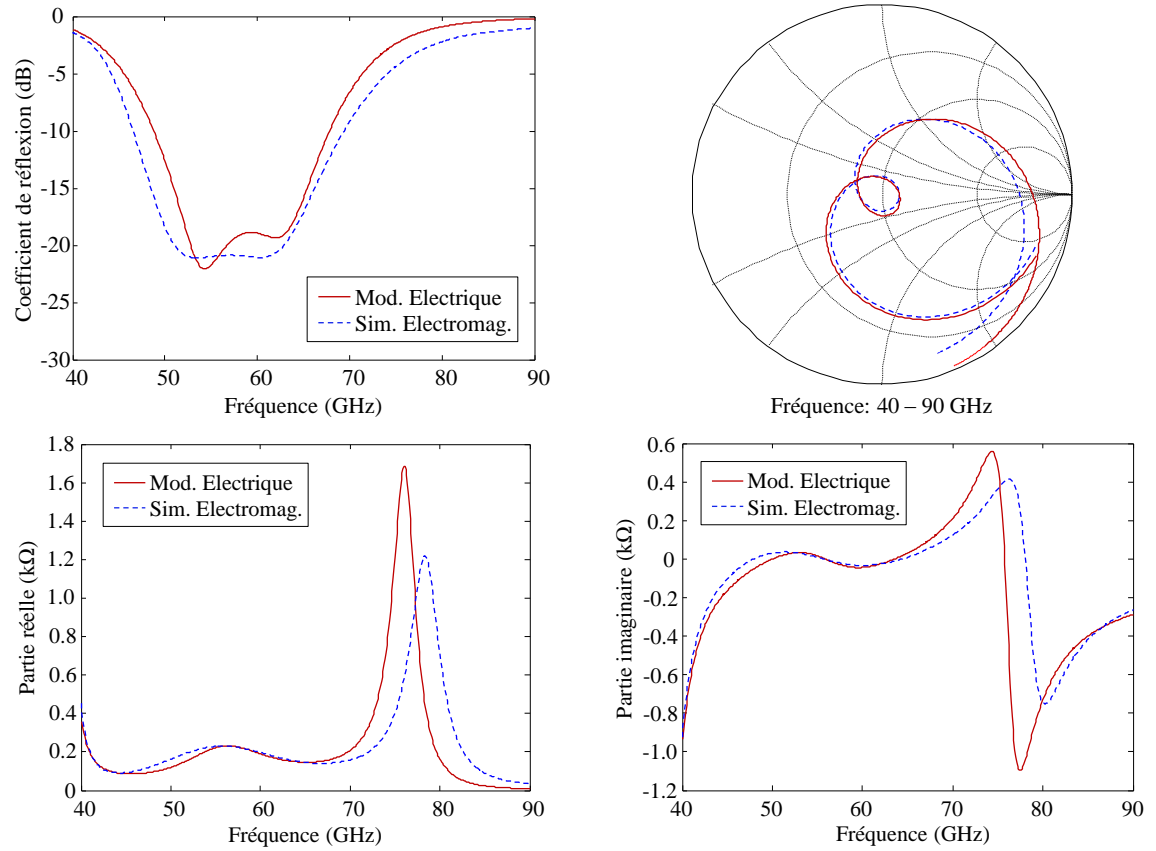 0
-5
-10
-15
-20
-25
-30
Coefficient de réflexion (dB)
Mod. Electrique
Sim. Electromag.
40 50 60 70 80 90
Fréquence (GHz)
Fréquence: 40 – 90 GHz
1.8
1.6
1.4
1.2
1.0
0.8
0.6
0.4
0.2
0
Partie réelle (kΩ)
Mod. Electrique
Sim. Electromag.
40 50 60 70 80 90
Fréquence (GHz)
0.6
0.4
0.2
0
-0.2
-0.4
-0.6
-0.8
-1.0
-1.2
Partie imaginaire (kΩ)
Mod. Electrique
Sim. Electromag.
40 50 60 70 80 90
Fréquence (GHz)